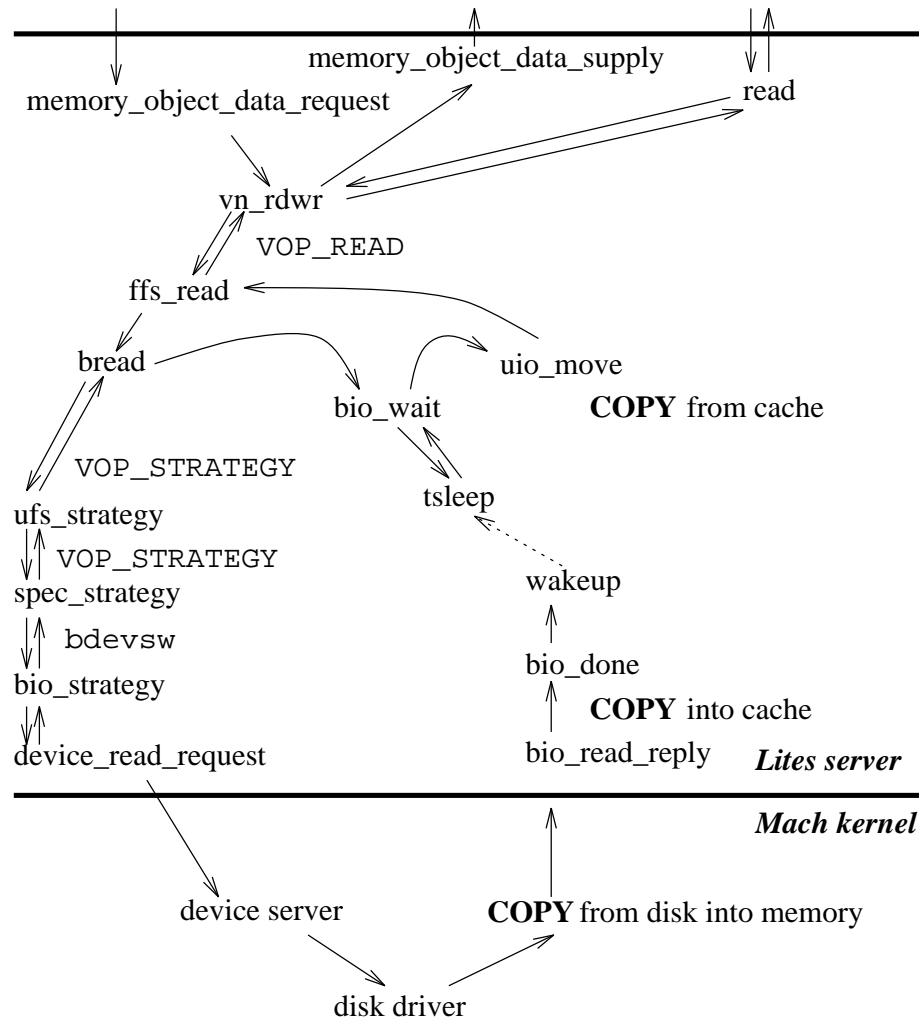 memory_object_data_supply
memory_object_data_request
read
vn_rdwr
VOP_READ
ffs_read
bread
uio_move
bio_wait
COPY from cache
VOP_STRATEGY
tsleep
ufs_strategy
VOP_STRATEGY
wakeup
spec_strategy
bdevsw
bio_done
bio_strategy
COPY into cache
device_read_request
bio_read_reply
Lites server
Mach kernel
device server
COPY from disk into memory
disk driver